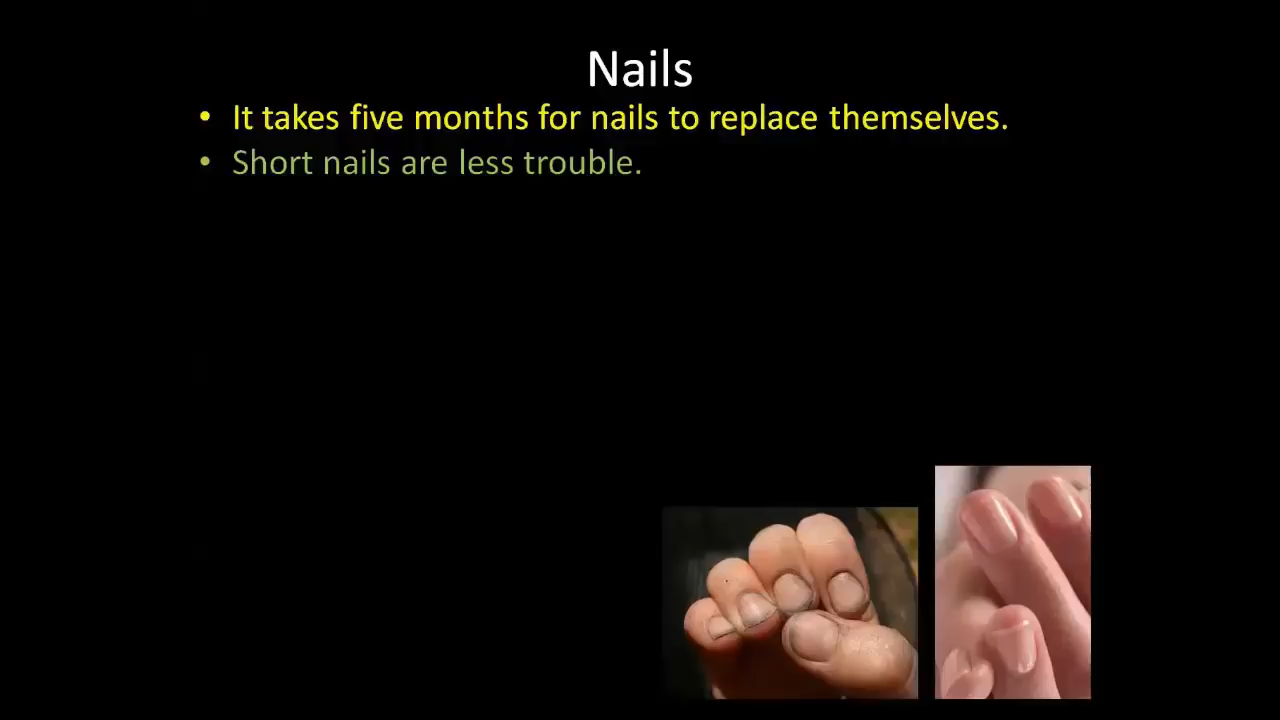 Nails
• It takes five months for nails to replace themselves.
• Short nails are less trouble.